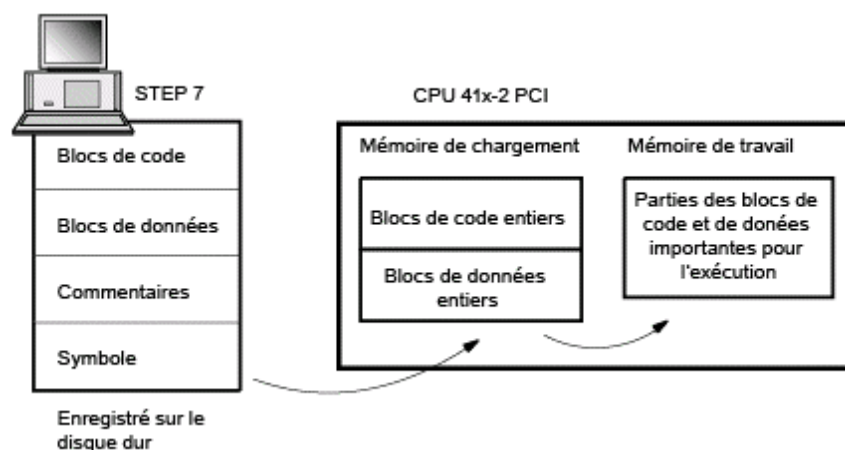 STEP 7
Blocs de code
Blocs de données
Commentaires
Symbole
Enregistré sur le
disque dur
CPU 41x-2 PCI
Mémoire de chargement
Blocs de code entiers
Blocs de données
entiers
Mémoire de travail
Parties des blocs de
code et de donées
importantes pour
l'exécution